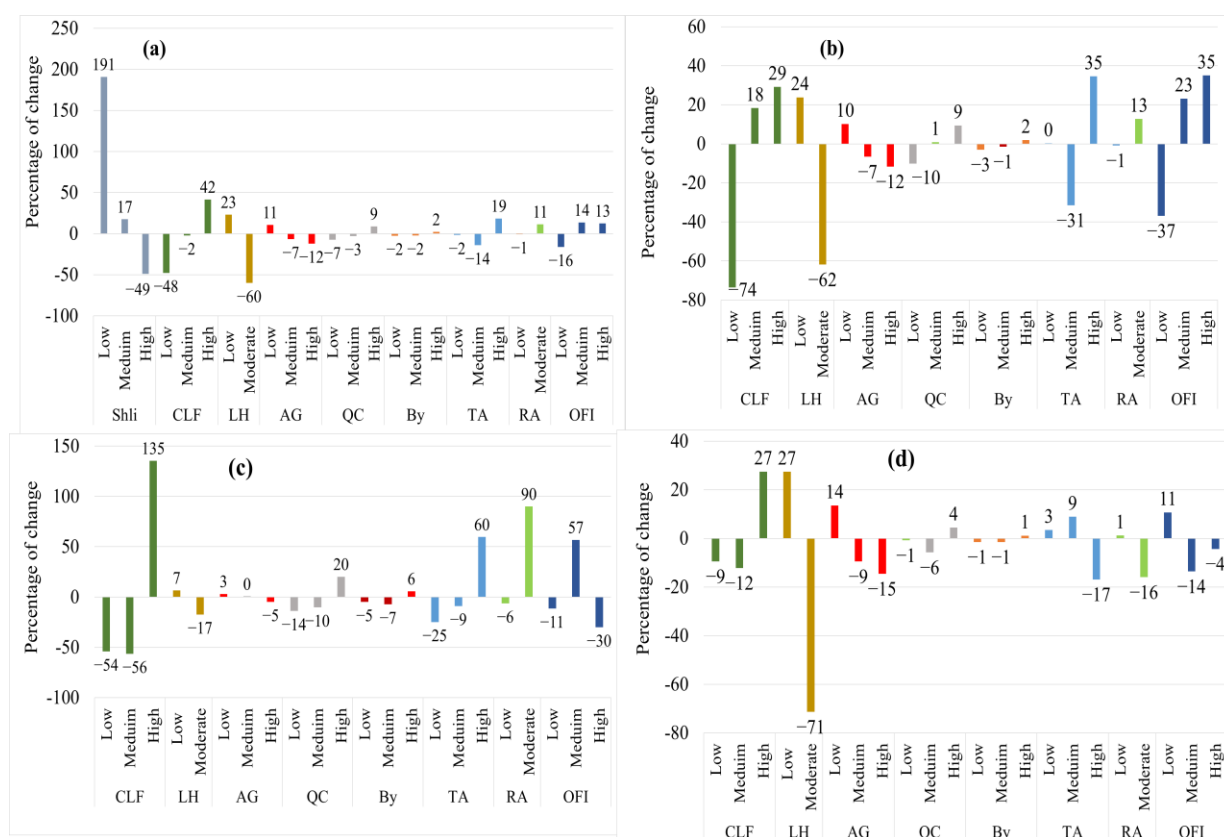 (a)
Percentage of change
250
200
150
100
50
0
-50
-100
191
17
−49
−48
−2
42
23
−60
11
−7
−12
−7
−3
9
−2
−2
2
−2
−14
19
−1
11
−16
14
13
Low
Meduim
High
Low
Meduim
High
Low
Moderate
Low
Meduim
High
Low
Meduim
High
Low
Meduim
High
Low
Meduim
High
Low
Moderate
Low
Meduim
High
Shli CLF LH AG QC By TA RA OFI
(b)
Percentage of change
60
40
20
0
-20
-40
-60
-80
−74
18
29
24
−62
10
−7
−12
−10
1
9
−3
−1
2
0
−31
35
−1
13
−37
23
35
Low
Meduim
High
Low
Moderate
Low
Meduim
High
Low
Meduim
High
Low
Meduim
High
Low
Meduim
High
Low
Moderate
Low
Meduim
High
CLF LH AG QC By TA RA OFI
(c)
Percentage of change
150
100
50
0
-50
-100
−54
−56
135
7
−17
3
0
−5
−14
−10
20
−5
−7
6
−25
−9
60
−6
90
−11
57
−30
Low
Meduim
High
Low
Moderate
Low
Meduim
High
Low
Meduim
High
Low
Meduim
High
Low
Meduim
High
Low
Moderate
Low
Meduim
High
CLF LH AG QC By TA RA OFI
(d)
Percentage of change
40
20
0
-20
-40
-60
-80
−9
−12
27
27
−71
14
−9
−15
−1
−6
4
−1
−1
1
3
9
−17
1
−16
11
−14
−4
Low
Meduim
High
Low
Moderate
Low
Meduim
High
Low
Meduim
High
Low
Meduim
High
Low
Meduim
High
Low
Moderate
Low
Meduim
High
CLF LH AG QC By TA RA OFI